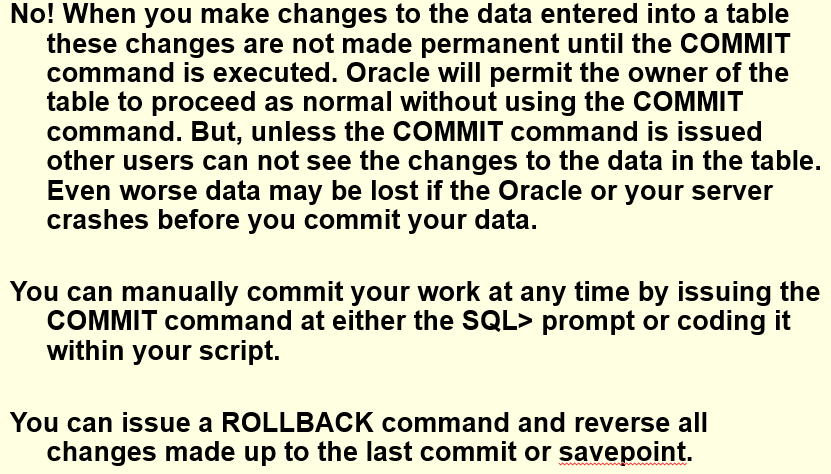 No! When you make changes to the data entered into a table
these changes are not made permanent until the COMMIT
command is executed. Oracle will permit the owner of the
table to proceed as normal without using the COMMIT
command. But, unless the COMMIT command is issued
other users can not see the changes to the data in the table.
Even worse data may be lost if the Oracle or your server
crashes before you commit your data.
You can manually commit your work at any time by issuing the
COMMIT command at either the SQL> prompt or coding it
within your script.
You can issue a ROLLBACK command and reverse all
changes made up to the last commit or savepoint.